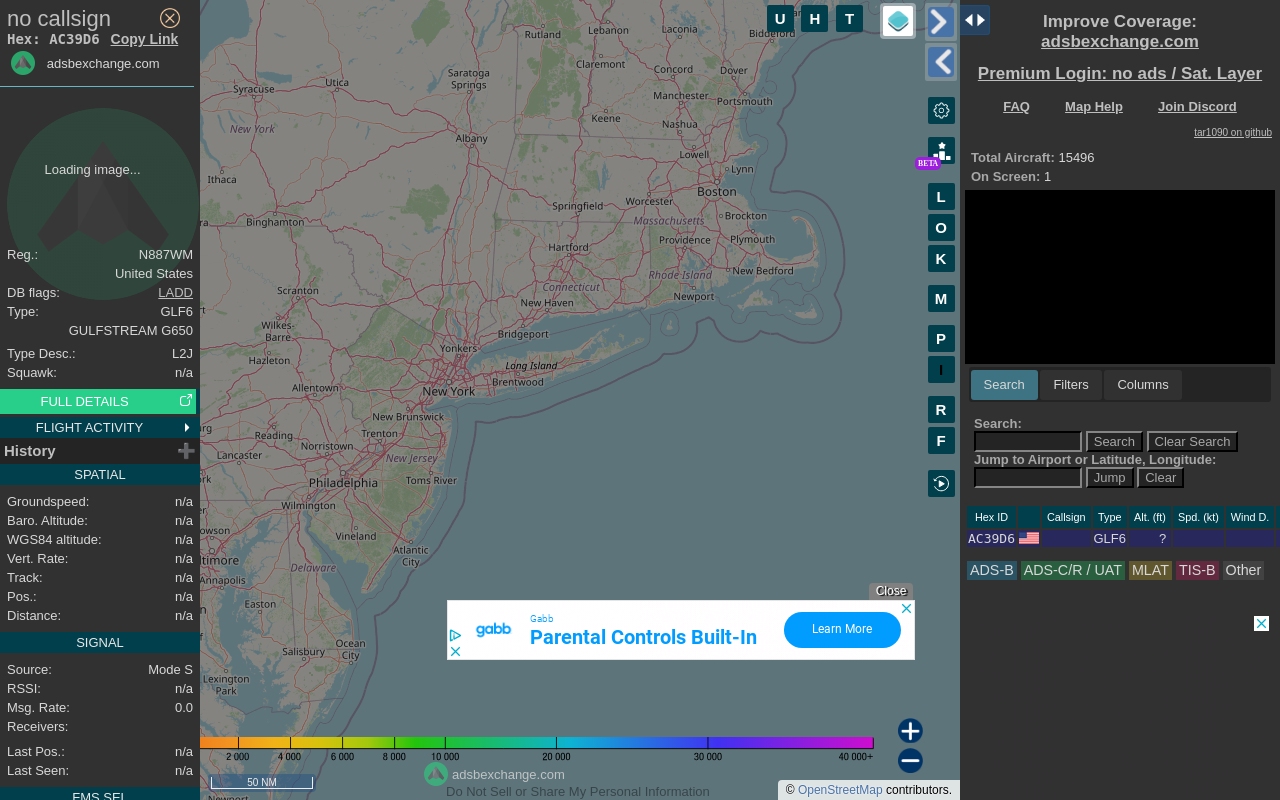 no callsign
Hex: AC39D6 Copy Link
adsbexchange.com
Loading image...
Reg.: N887WM
United States
DB flags: LADD
Type: GLF6
GULFSTREAM G650
Type Desc.: L2J
Squawk: n/a
FULL DETAILS
FLIGHT ACTIVITY
History
SPATIAL
Groundspeed: n/a
Baro. Altitude: n/a
WGS84 altitude: n/a
Vert. Rate: n/a
Track: n/a
Pos.: n/a
Distance: n/a
SIGNAL
Source: Mode S
RSSI: n/a
Msg. Rate: 0.0
Receivers:
Last Pos.: n/a
Last Seen: n/a
FMS SEL
Rutland
Lebanon
Laconia
Biddeford
Claremont
Saratoga
Springs
Concord
Dover
Utica
Syracuse
Manchester
Portsmouth
Keene
Nashua
New York
Albany
Lowell
Lynn
Ithaca
Boston
Worcester
Springfield
Massachusetts
Brockton
Binghamton
Hartford
Providence
Plymouth
New Bedford
Rhode Island
Connecticut
Newport
Scranton
New Haven
Wilkes-
Barre
Bridgeport
Yonkers
Hazleton
Long Island
Brentwood
Allentown
New York
New Brunswick
Reading
Trenton
Norristown
Lancaster
New Jersey
Toms River
Philadelphia
Wilmington
Vineland
Atlantic
City
Annapolis
Delaware
Easton
Ocean
City
Salisbury
Lexington
Park
U H T
BETA
L
O
K
M
P
I
R
F
Close
Gabb
gabb
Parental Controls Built-In
Learn More
2 000 4 000 6 000 8 000 10 000 20 000 30 000 40 000+
50 NM
adsbexchange.com
Do Not Sell or Share My Personal Information
© OpenStreetMap contributors.
Improve Coverage:
adsbexchange.com
Premium Login: no ads / Sat. Layer
FAQ Map Help Join Discord
tar1090 on github
Total Aircraft: 15496
On Screen: 1
Search Filters Columns
Search:
Search Clear Search
Jump to Airport or Latitude, Longitude:
Jump Clear
Hex ID Callsign Type Alt. (ft) Spd. (kt) Wind D.
AC39D6 GLF6 ?
ADS-B ADS-C/R / UAT MLAT TIS-B Other